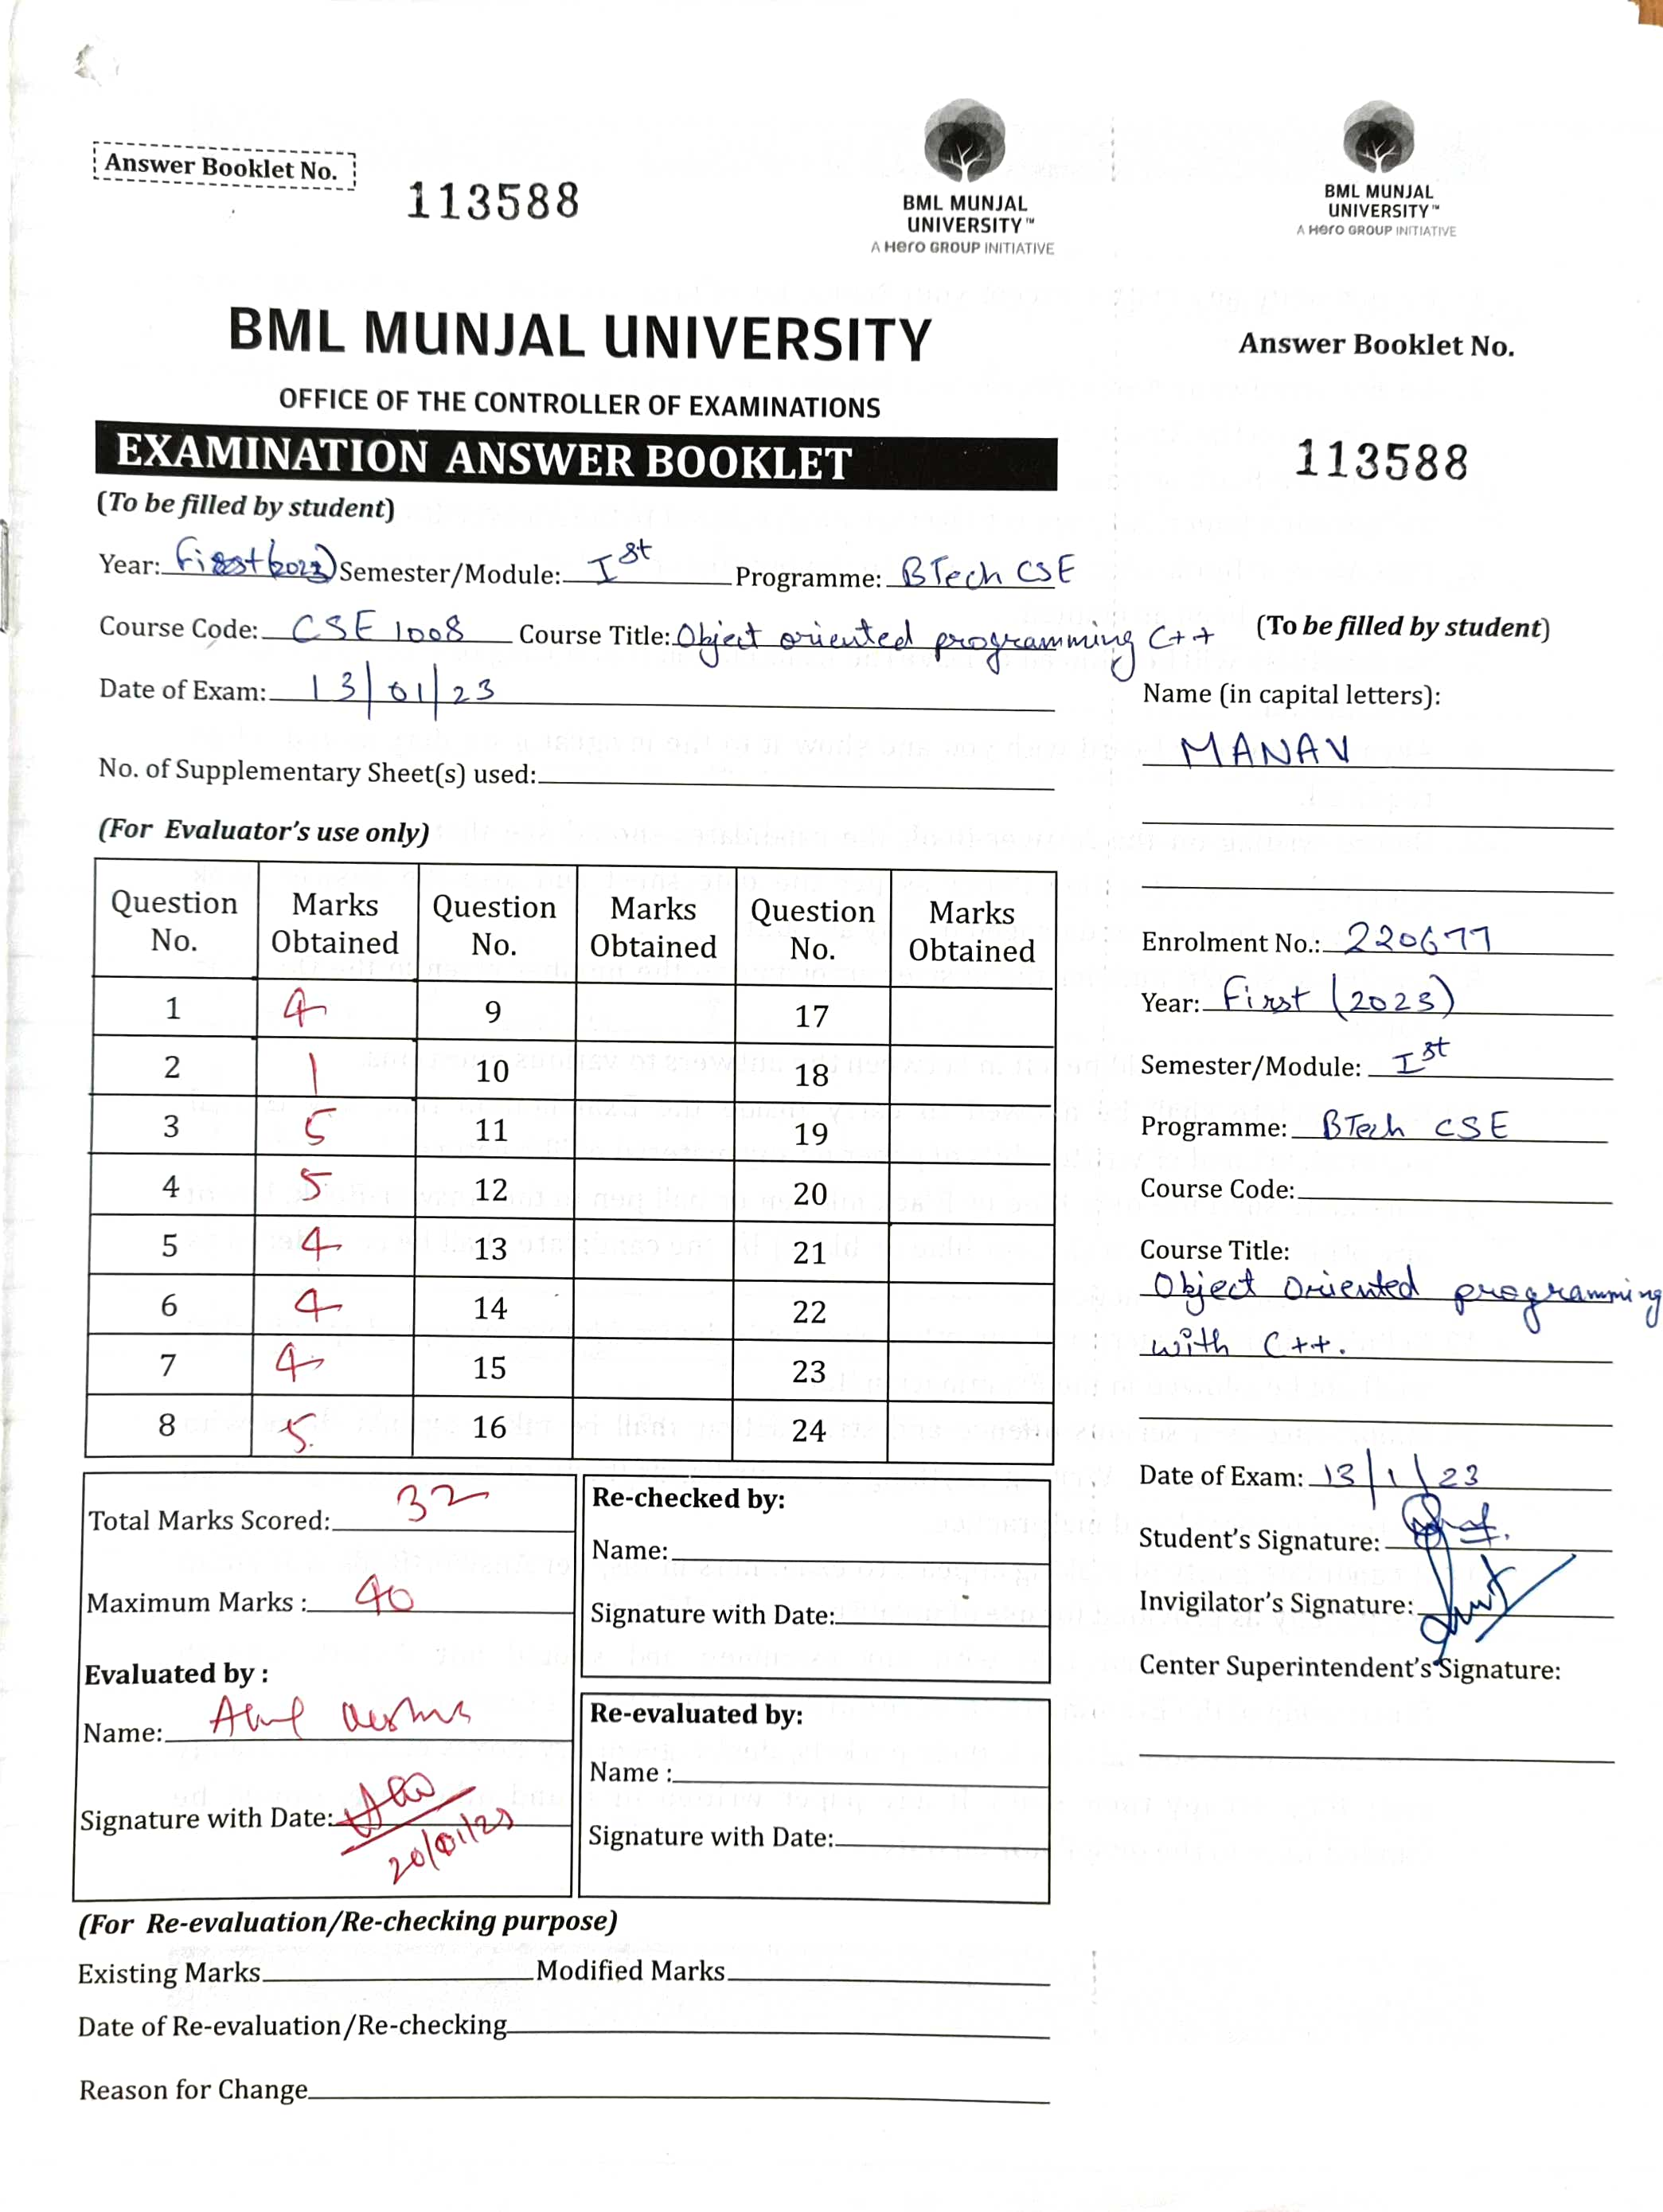 Answer Booklet No.
113588
BML MUNJAL
UNIVERSITY™
A Hero GROUP INITIATIVE
BML MUNJAL
UNIVERSITY™
A Hero GROUP INITIATIVE
BML MUNJAL UNIVERSITY
OFFICE OF THE CONTROLLER OF EXAMINATIONS
EXAMINATION ANSWER BOOKLET
(To be filled by student)
Year: First (2023) Semester/Module: Ist Programme: BTech CSE
Course Code: CSE 1008 Course Title: Object oriented programming C++
Date of Exam: 13/01/23
No. of Supplementary Sheet(s) used:
(For Evaluator's use only)
Question No. Marks Obtained Question No. Marks Obtained Question No. Marks Obtained
1 4 9 17
2 1 10 18
3 5 11 19
4 5 12 20
5 4 13 21
6 4 14 22
7 4 15 23
8 5. 16 24
Total Marks Scored: 32
Maximum Marks : 40
Evaluated by :
Name:
Signature with Date: 20/01/23
Re-checked by:
Name:
Signature with Date:
Re-evaluated by:
Name :
Signature with Date:
(For Re-evaluation/Re-checking purpose)
Existing Marks Modified Marks
Date of Re-evaluation/Re-checking
Reason for Change
Answer Booklet No.
113588
(To be filled by student)
Name (in capital letters):
MANAV
Enrolment No.: 220677
Year: First (2023)
Semester/Module: Ist
Programme: BTech CSE
Course Code:
Course Title:
Object Oriented programming
with C++.
Date of Exam: 13/1/23
Student's Signature:
Invigilator's Signature:
Center Superintendent's Signature: